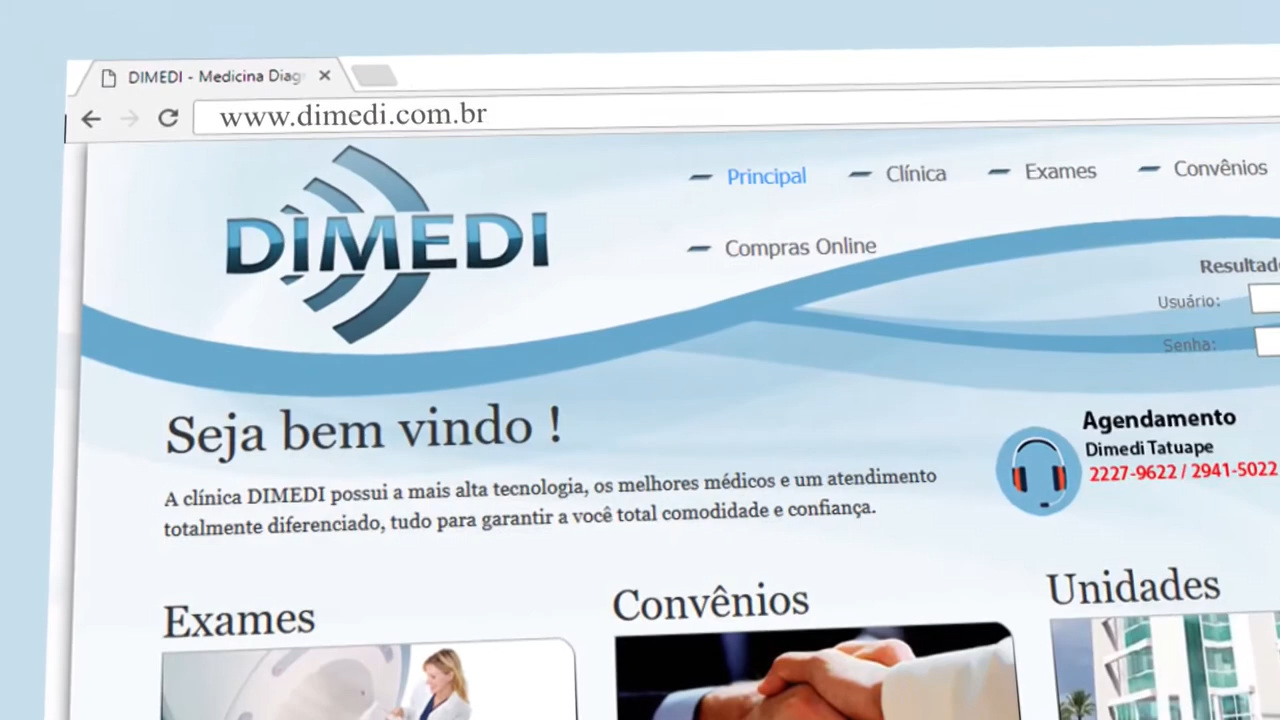 DIMEDI - Medicina Diag
www.dimedi.com.br
DIMEDI
Principal
Clínica
Exames
Convênios
Compras Online
Usuário:
Senha:
Seja bem vindo !
A clínica DIMEDI possui a mais alta tecnologia, os melhores médicos e um atendimento
totalmente diferenciado, tudo para garantir a você total comodidade e confiança.
Agendamento
Dimedi Tatuape
2227-9622 / 2941-5022
Exames
Convênios
Unidades